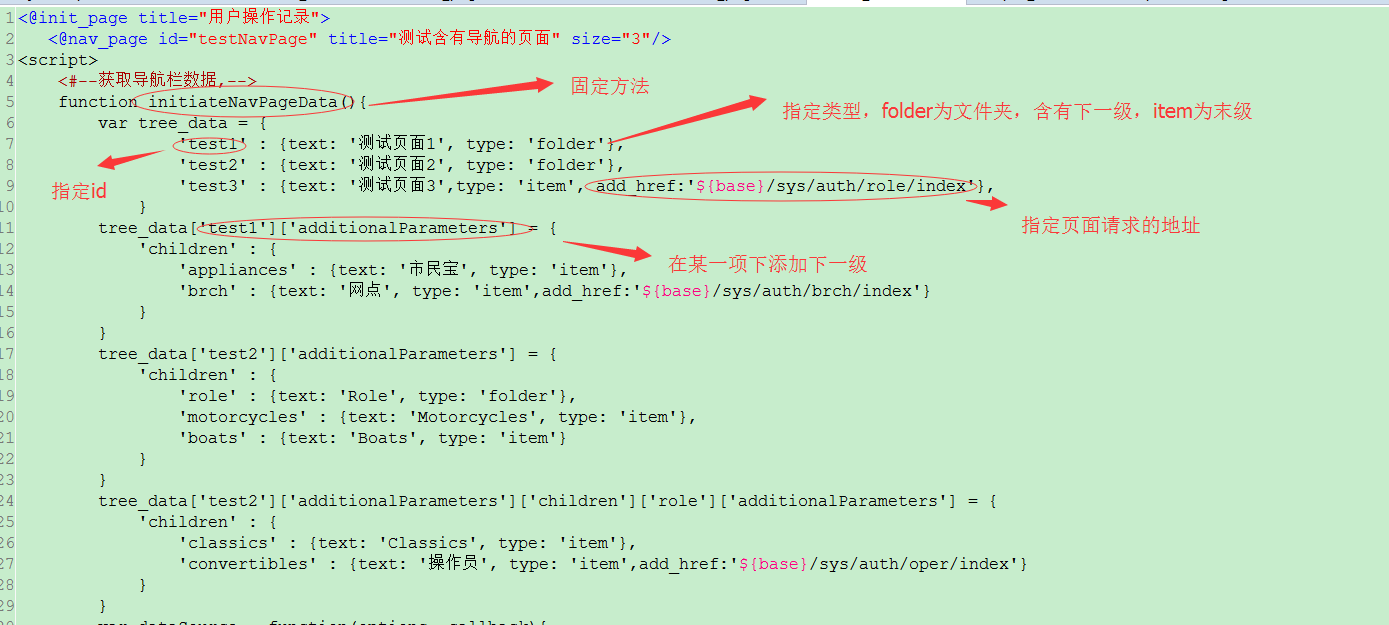 1 <@init_page title="用户操作记录">
2 <@nav_page id="testNavPage" title="测试含有导航的页面" size="3"/>
3 <script>
4 <#--获取导航栏数据,-->
固定方法
5 function initiateNavPageData(){
指定类型，folder为文件夹，含有下一级，item为末级
6 var tree_data = {
7 'test1' : {text: '测试页面1', type: 'folder'},
8 'test2' : {text: '测试页面2', type: 'folder'},
指定id
9 'test3' : {text: '测试页面3',type: 'item', add_href:'${base}/sys/auth/role/index'},
10 }
指定页面请求的地址
11 tree_data['test1']['additionalParameters'] = {
12 'children' : {
在某一项下添加下一级
13 'appliances' : {text: '市民宝', type: 'item'},
14 'brch' : {text: '网点', type: 'item',add_href:'${base}/sys/auth/brch/index'}
15 }
16 }
17 tree_data['test2']['additionalParameters'] = {
18 'children' : {
19 'role' : {text: 'Role', type: 'folder'},
20 'motorcycles' : {text: 'Motorcycles', type: 'item'},
21 'boats' : {text: 'Boats', type: 'item'}
22 }
23 }
24 tree_data['test2']['additionalParameters']['children']['role']['additionalParameters'] = {
25 'children' : {
26 'classics' : {text: 'Classics', type: 'item'},
27 'convertibles' : {text: '操作员', type: 'item',add_href:'${base}/sys/auth/oper/index'}
28 }
29 }